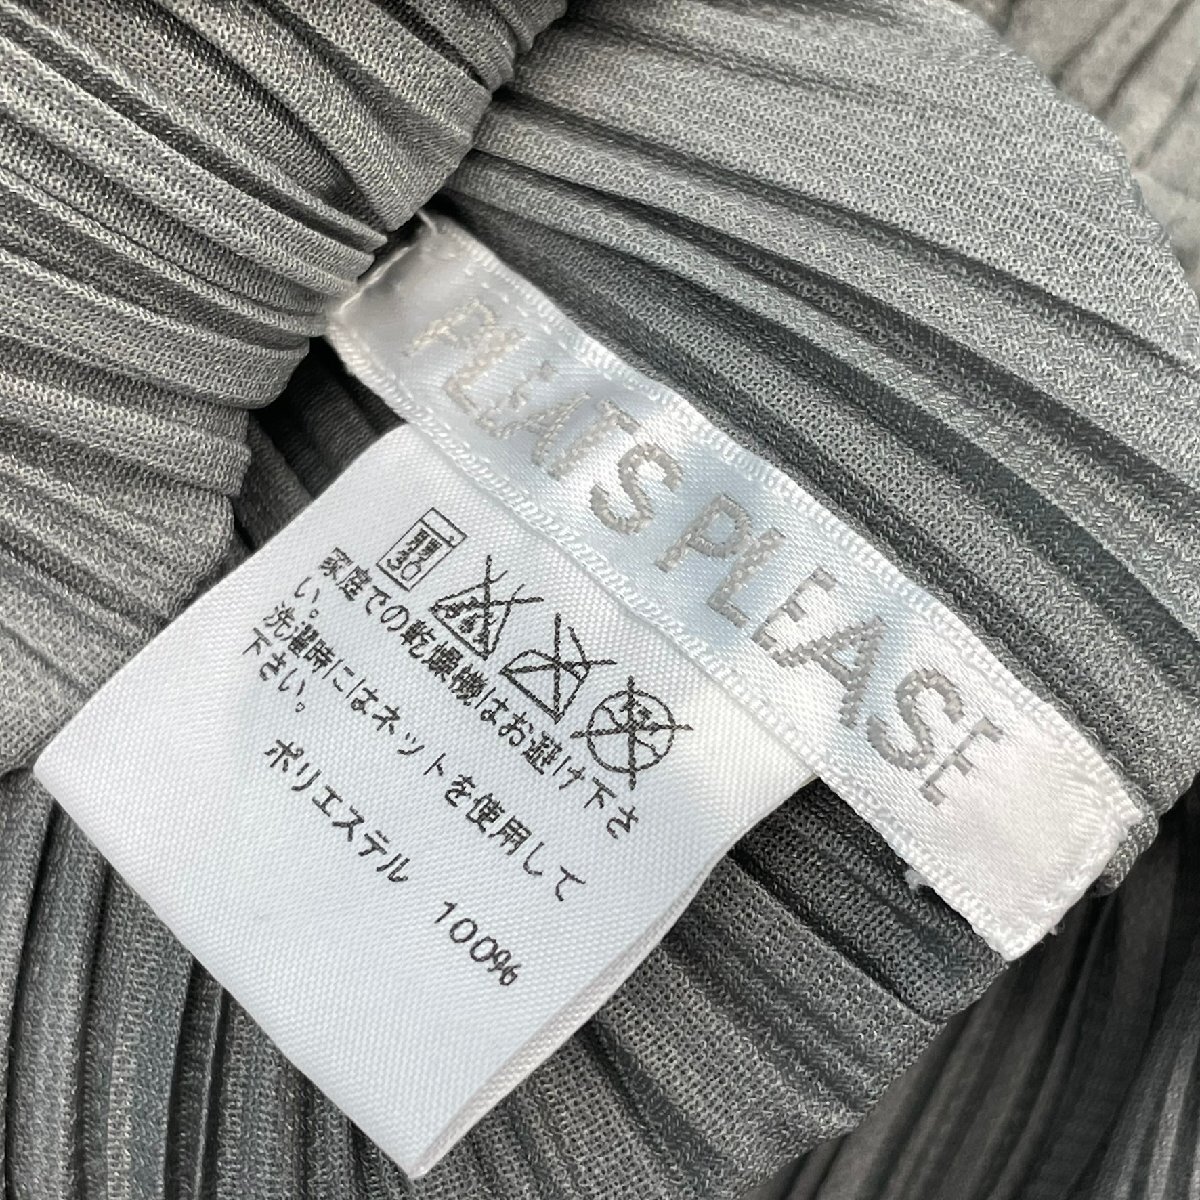 PLEATS PLEASE
家庭での乾燥機はお避け下さ
い。
洗濯時にはネットを使用して
下さい。
ポリエステル 100%